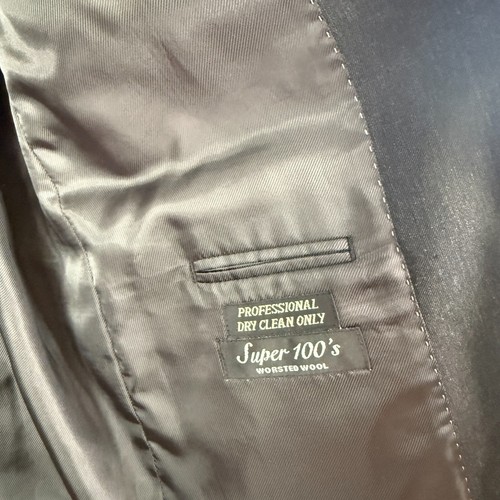 PROFESSIONAL
DRY CLEAN ONLY
Super 100's
WORSTED WOOL